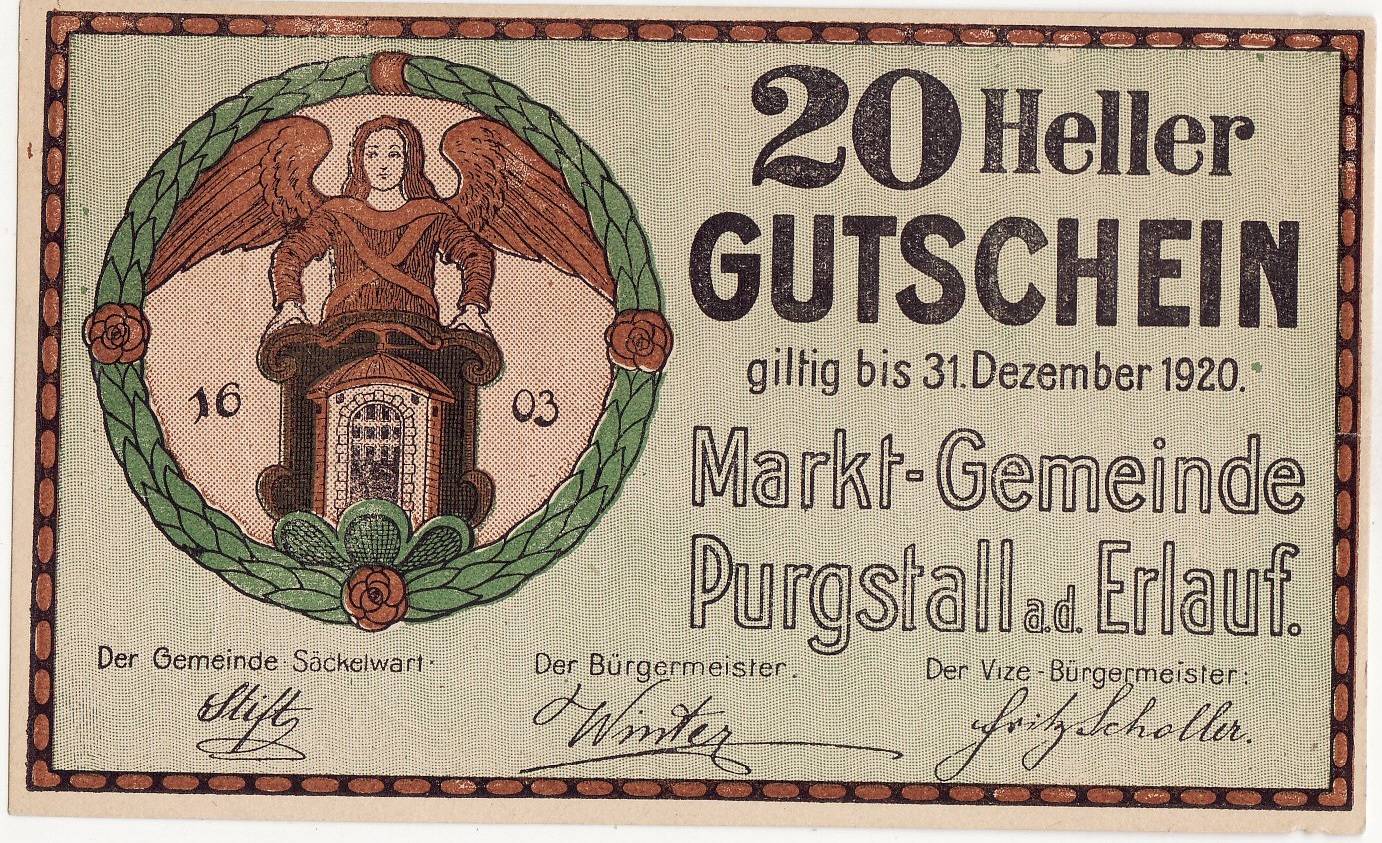 20 Heller
GUTSCHEIN
giltig bis 31. Dezember 1920.
16 03
Markt-Gemeinde
Purgstall a.d. Erlauf.
Der Gemeinde Säckelwart
Der Bürgermeister.
Der Vize-Bürgermeister:
Stift
Winter
Fritz Scholler.